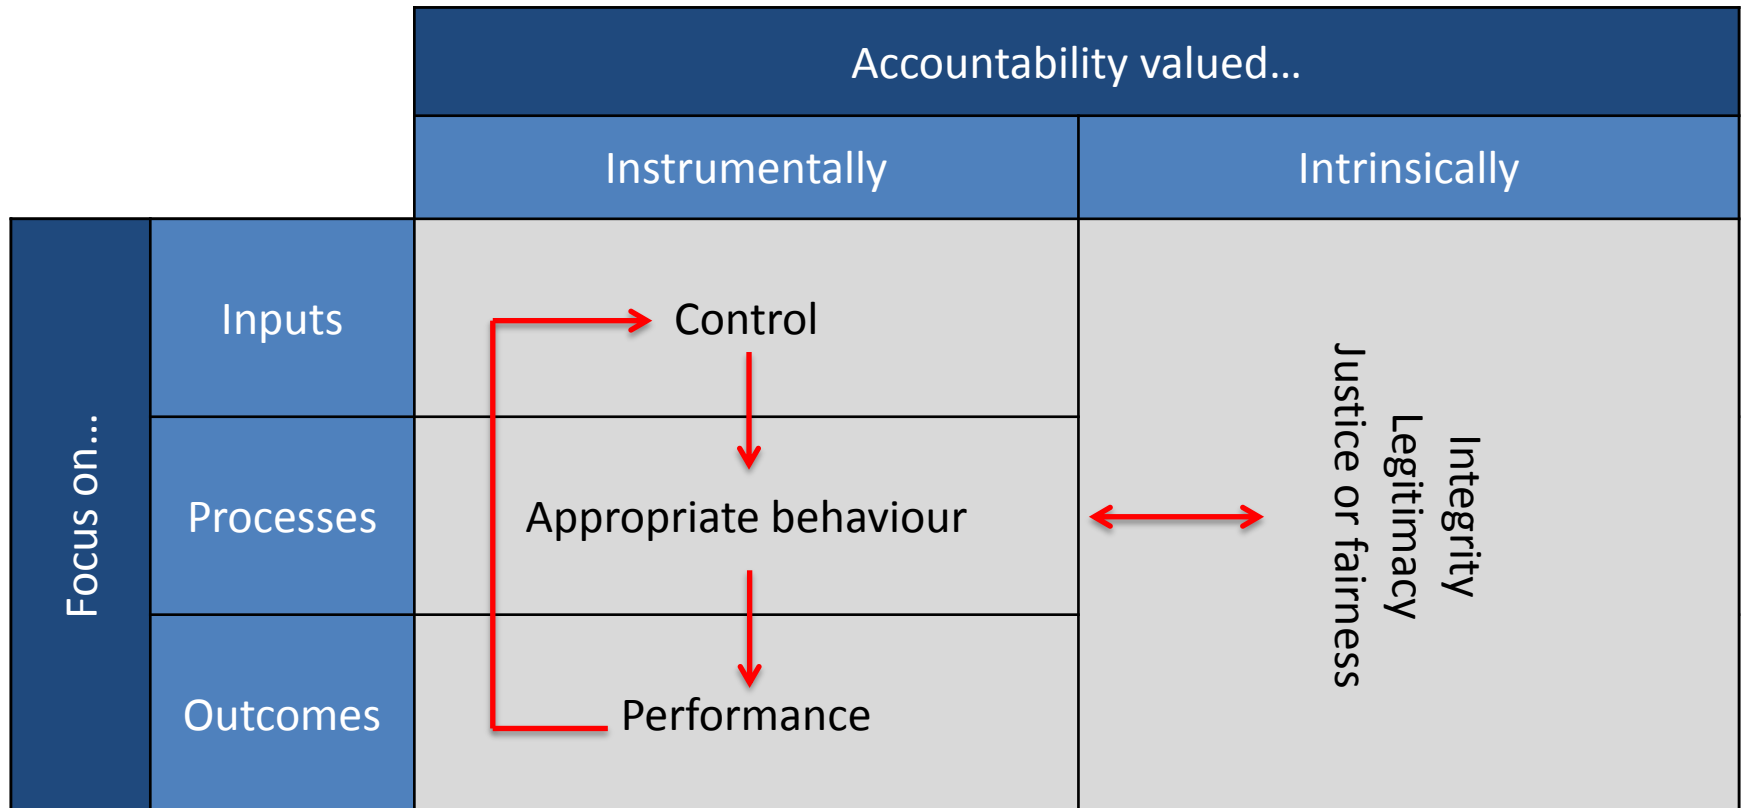 Accountability valued…
Instrumentally
Intrinsically
Focus on…
Inputs
Control
Processes
Appropriate behaviour
Outcomes
Performance
Integrity
Legitimacy
Justice or fairness